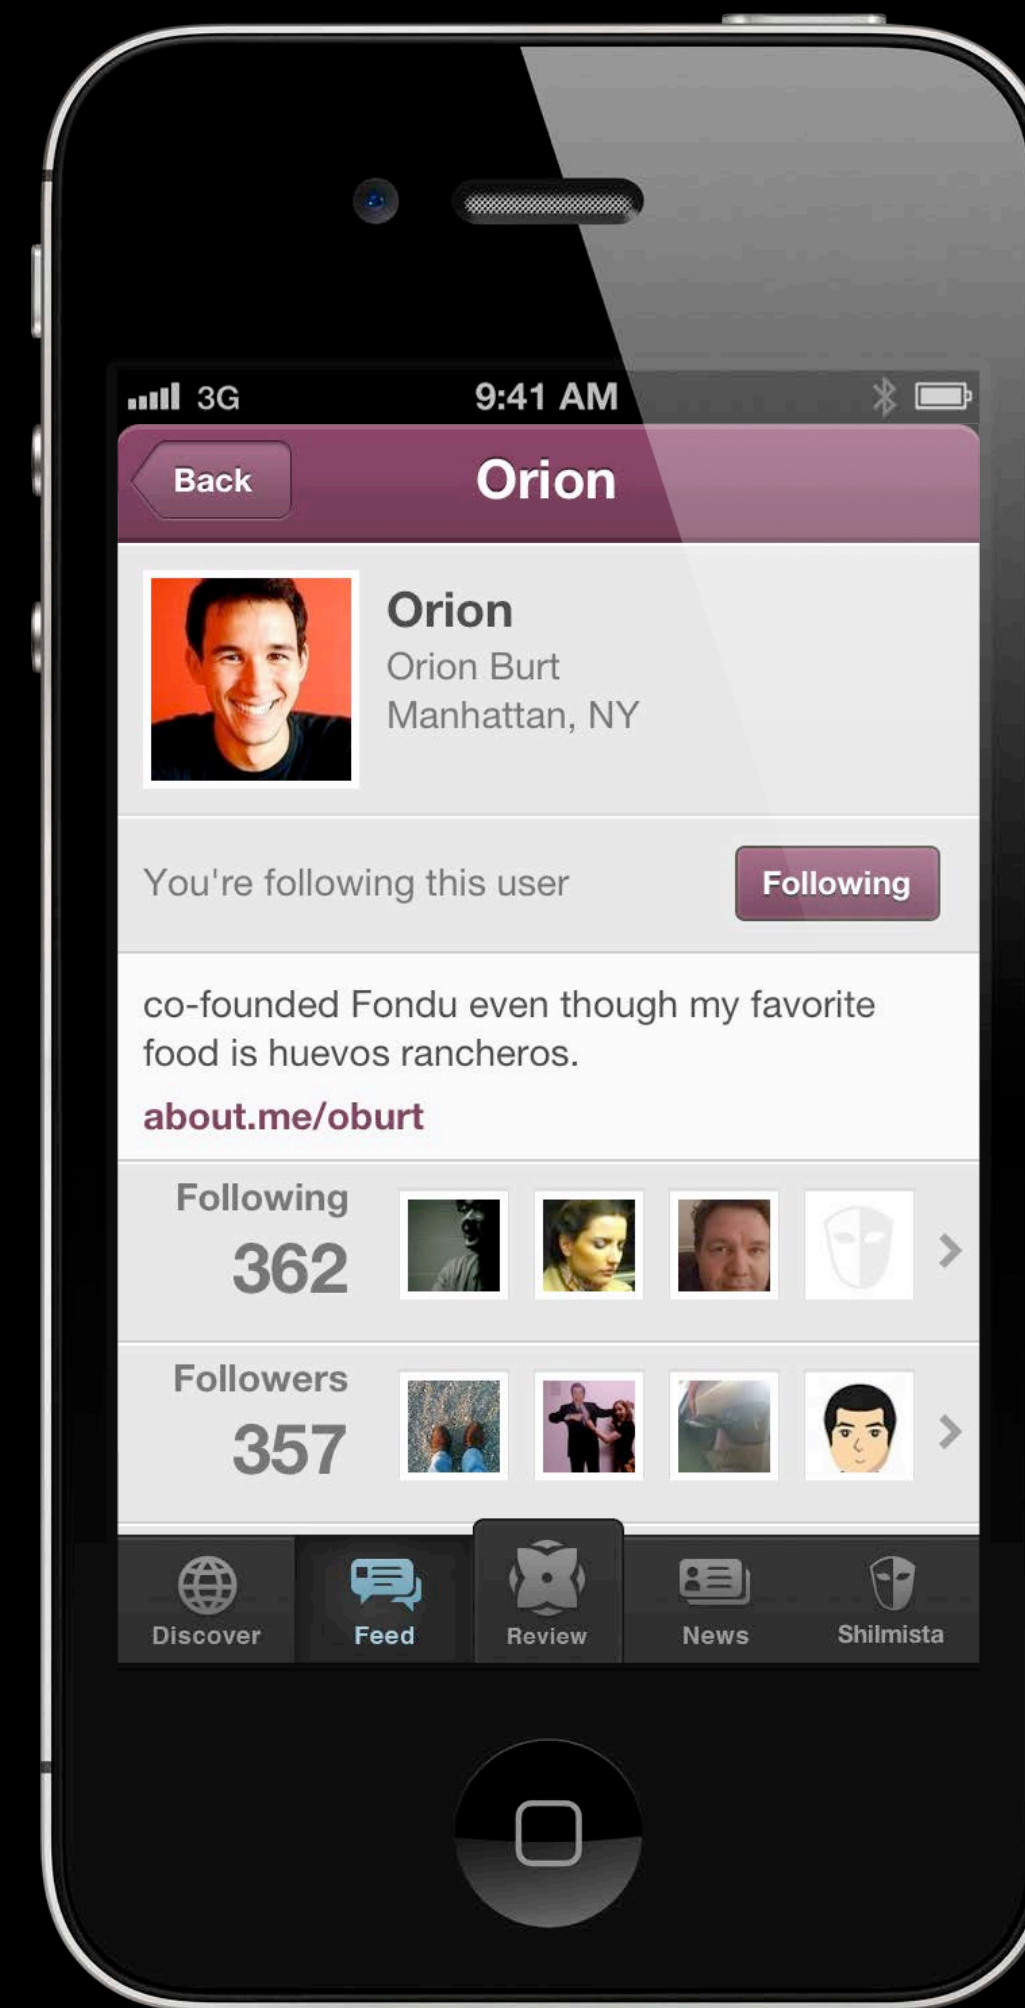 3G 9:41 AM
Back Orion
Orion
Orion Burt
Manhattan, NY
You're following this user Following
co-founded Fondu even though my favorite
food is huevos rancheros.
about.me/oburt
Following
362
Followers
357
Discover Feed Review News Shilmista